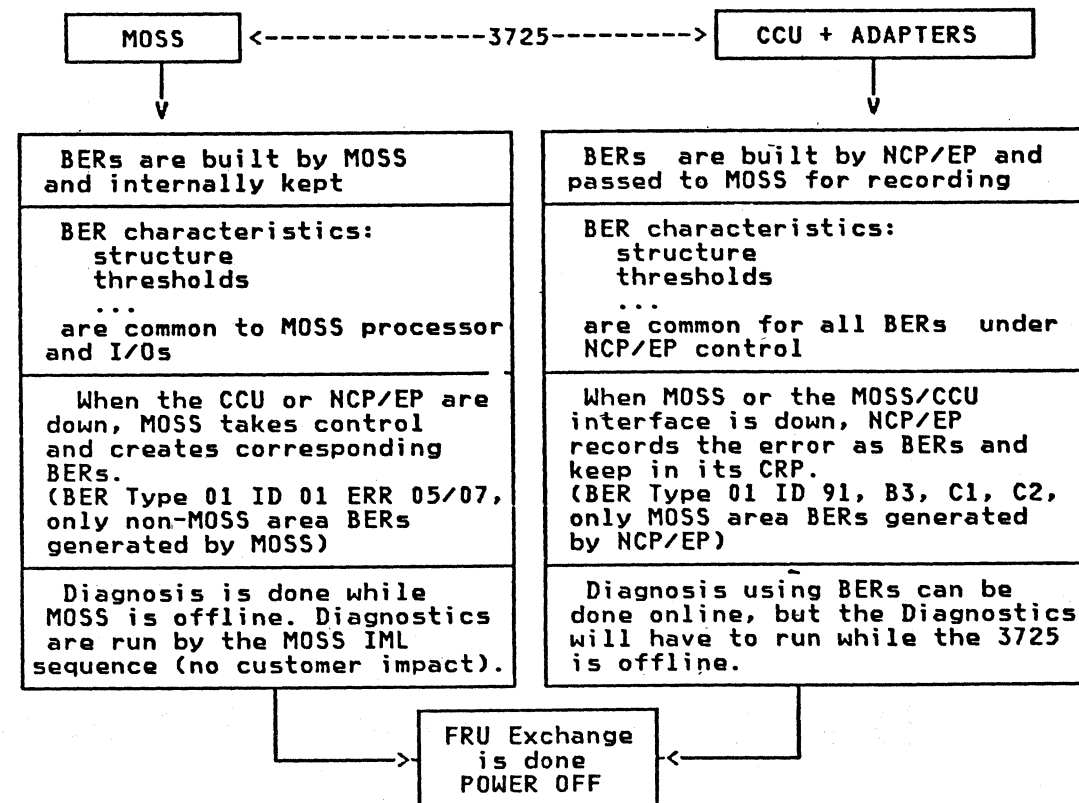 MOSS <--------------3725---------> CCU + ADAPTERS
BERs are built by MOSS
and internally kept
BER characteristics:
structure
thresholds
...
are common to MOSS processor
and I/Os
When the CCU or NCP/EP are
down, MOSS takes control
and creates corresponding
BERs.
(BER Type 01 ID 01 ERR 05/07,
only non-MOSS area BERs
generated by MOSS)
Diagnosis is done while
MOSS is offline. Diagnostics
are run by the MOSS IML
sequence (no customer impact).
BERs are built by NCP/EP and
passed to MOSS for recording
BER characteristics:
structure
thresholds
...
are common for all BERs under
NCP/EP control
When MOSS or the MOSS/CCU
interface is down, NCP/EP
records the error as BERs and
keep in its CRP.
(BER Type 01 ID 91, B3, C1, C2,
only MOSS area BERs generated
by NCP/EP)
Diagnosis using BERs can be
done online, but the Diagnostics
will have to run while the 3725
is offline.
FRU Exchange
is done
POWER OFF